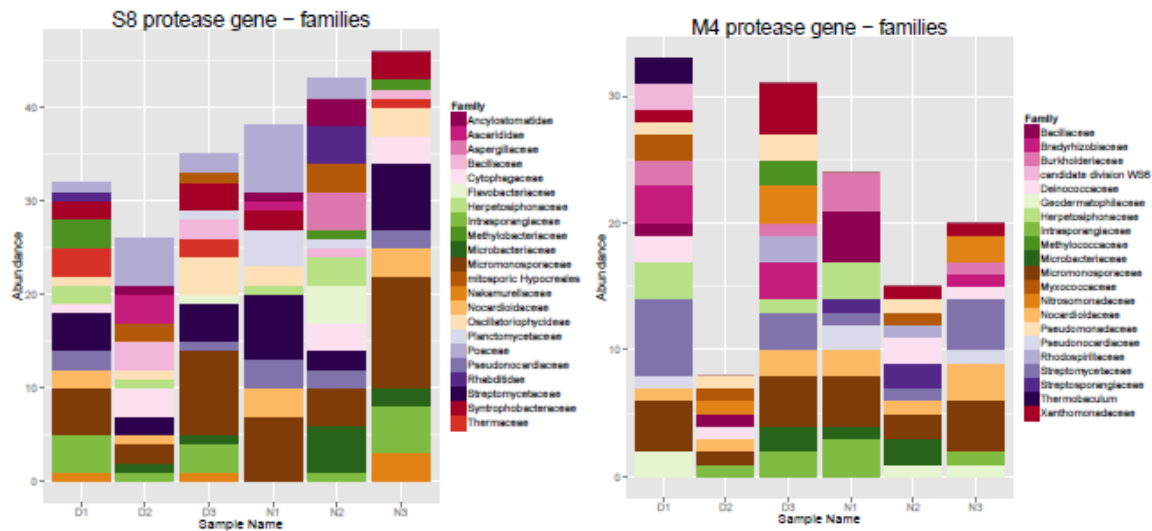 S8 protease gene – families
Abundance
40
30
20
10
0
D1 D2 D3 N1 N2 N3
Sample Name
Family
Ancylostomatidae
Ascarididae
Aspergillaceae
Bacillaceae
Cytophagaceae
Flavobacteriaceae
Herpetosiphonaceae
Intrasporangiaceae
Methylobacteriaceae
Microbacteriaceae
Micromonosporaceae
mitosporic Hypocreales
Nakamurellaceae
Nocardioidaceae
Oscillatoriophycideae
Planctomycetaceae
Poaceae
Pseudonocardiaceae
Rhabditidae
Streptomycetaceae
Syntrophobacteraceae
Thermaceae
M4 protease gene – families
Abundance
30
20
10
0
D1 D2 D3 N1 N2 N3
Sample Name
Family
Bacillaceae
Bradyrhizobiaceae
Burkholderiaceae
candidate division WS6
Deinococcaceae
Geodermatophilaceae
Herpetosiphonaceae
Intrasporangiaceae
Methylococcaceae
Microbacteriaceae
Micromonosporaceae
Myxococcaceae
Nitrosomonadaceae
Nocardioidaceae
Pseudomonadaceae
Pseudonocardiaceae
Rhodospirillaceae
Streptomycetaceae
Streptosporangiaceae
Thermobaculum
Xanthomonadaceae